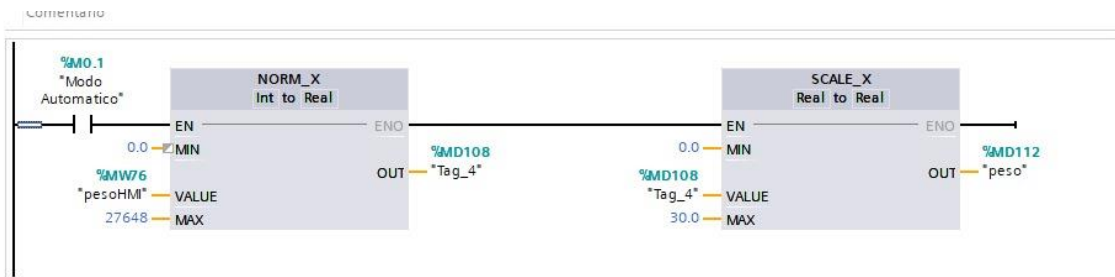 Comentario
%M0.1
"Modo
Automatico"
NORM_X
Int to Real
EN
ENO
0.0
MIN
%MW76
"pesoHMI"
VALUE
27648
MAX
OUT
%MD108
"Tag_4"
SCALE_X
Real to Real
EN
ENO
0.0
MIN
%MD108
"Tag_4"
VALUE
30.0
MAX
OUT
%MD112
"peso"